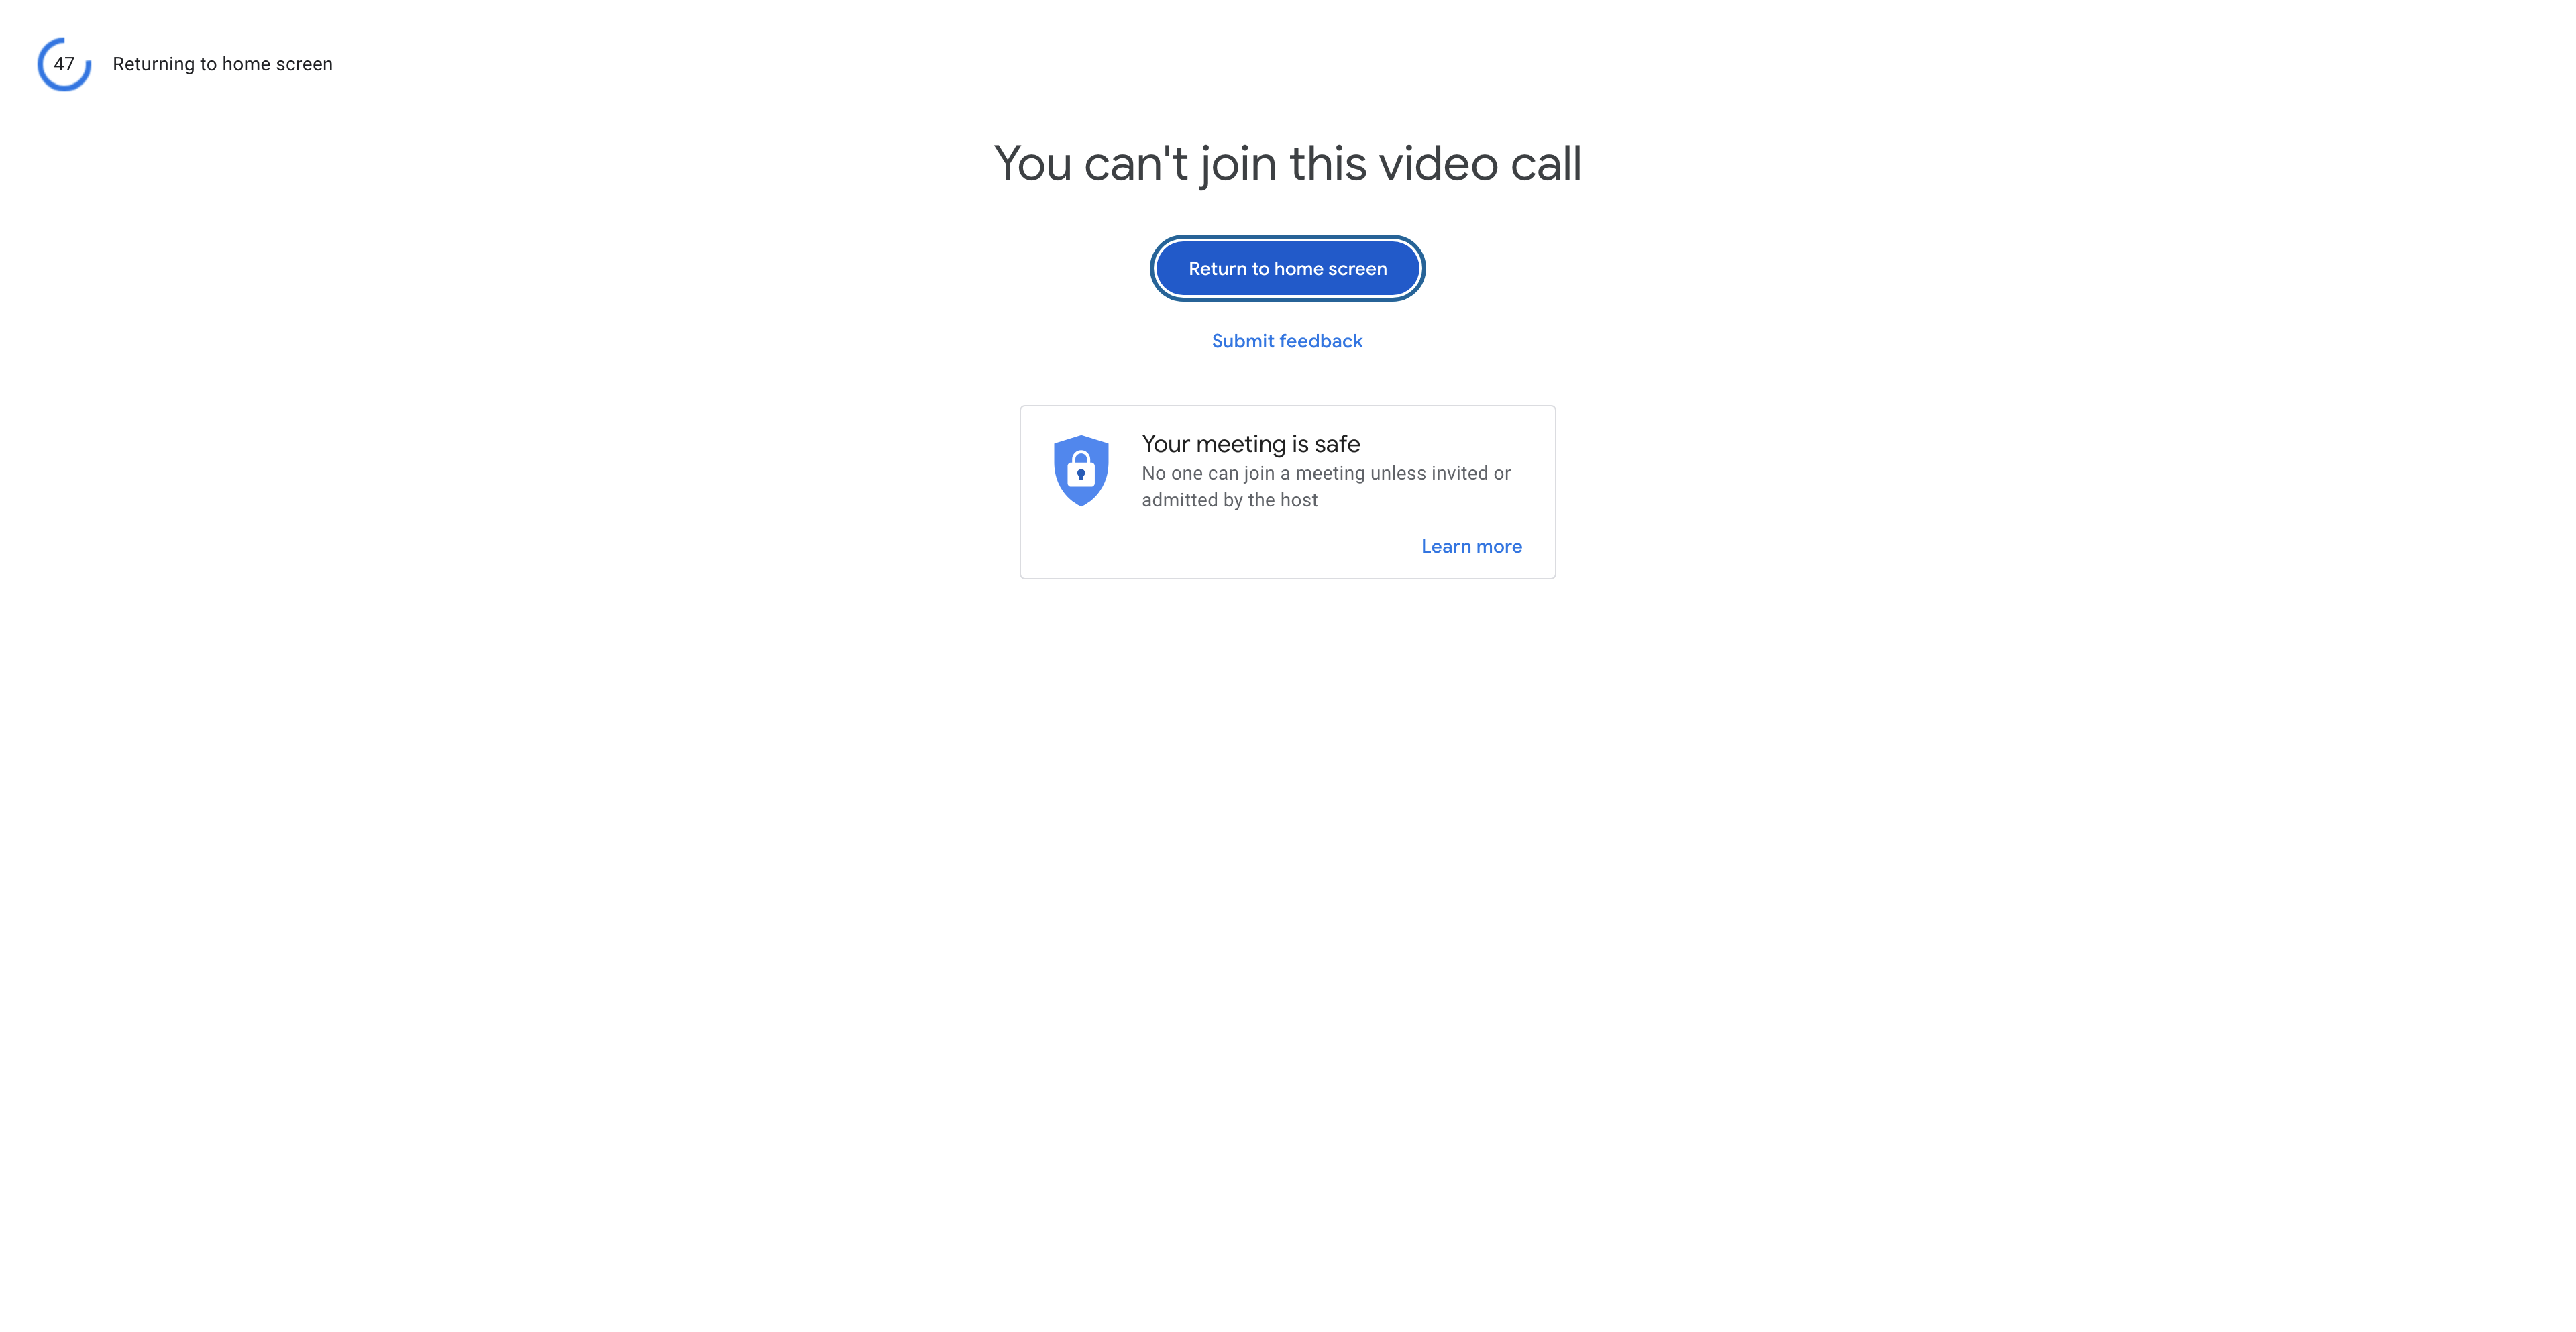 47
Returning to home screen
You can't join this video call
Return to home screen
Submit feedback
Your meeting is safe
No one can join a meeting unless invited or
admitted by the host
Learn more